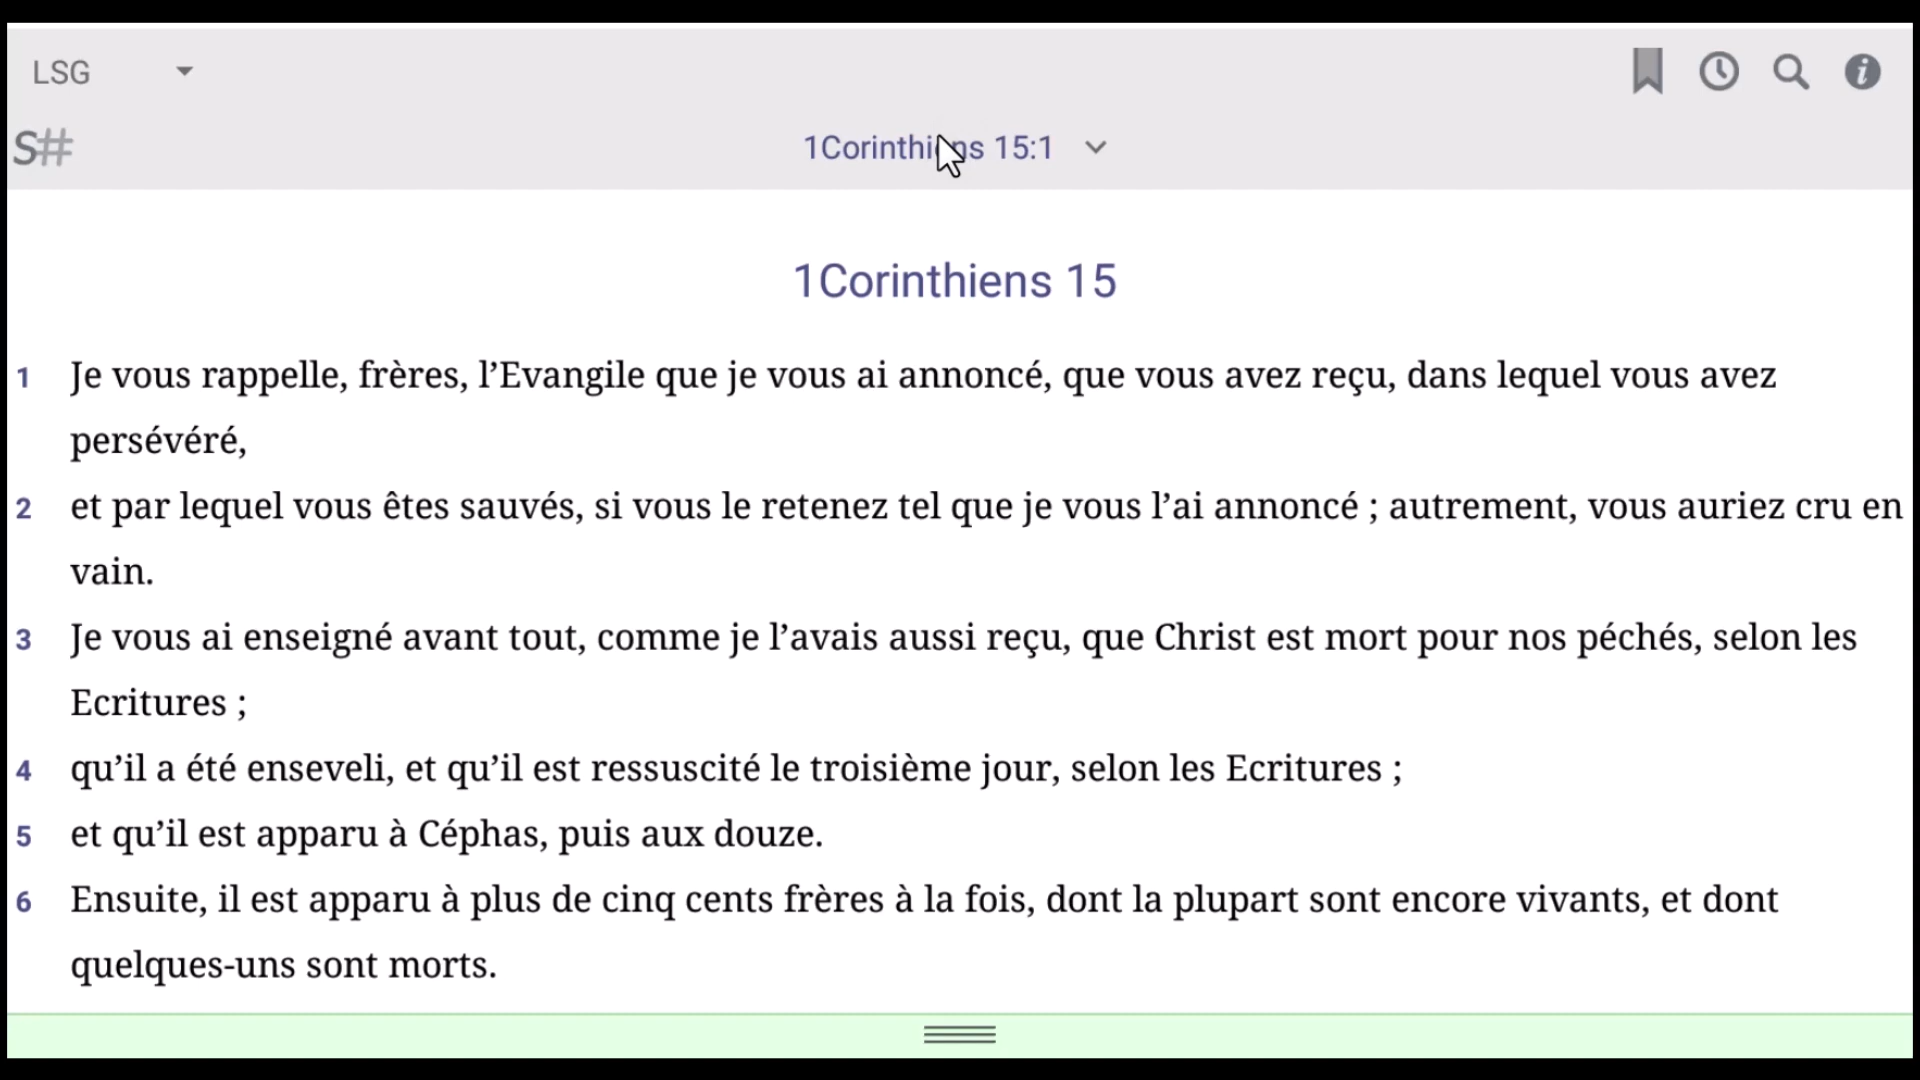 LSG
S#
1Corinthiens 15:1
1Corinthiens 15
1 Je vous rappelle, frères, l’Evangile que je vous ai annoncé, que vous avez reçu, dans lequel vous avez
persévéré,
2 et par lequel vous êtes sauvés, si vous le retenez tel que je vous l’ai annoncé ; autrement, vous auriez cru en
vain.
3 Je vous ai enseigné avant tout, comme je l’avais aussi reçu, que Christ est mort pour nos péchés, selon les
Ecritures ;
4 qu’il a été enseveli, et qu’il est ressuscité le troisième jour, selon les Ecritures ;
5 et qu’il est apparu à Céphas, puis aux douze.
6 Ensuite, il est apparu à plus de cinq cents frères à la fois, dont la plupart sont encore vivants, et dont
quelques-uns sont morts.